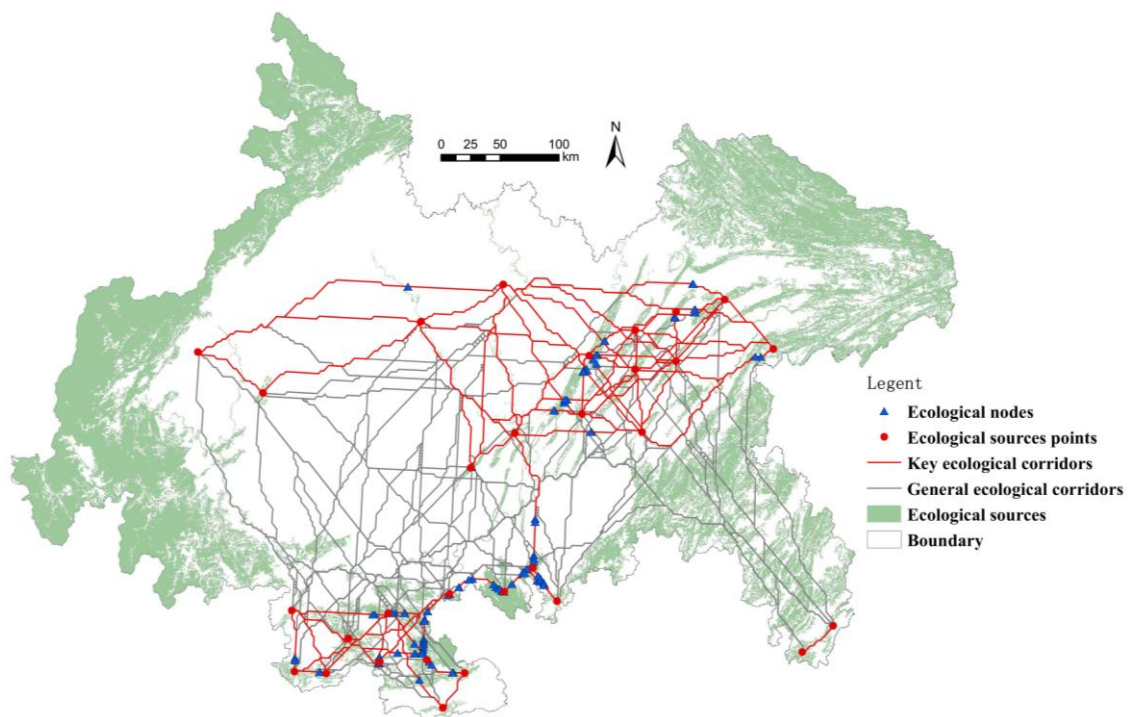 N
0 25 50 100
km
Legent
Ecological nodes
Ecological sources points
Key ecological corridors
General ecological corridors
Ecological sources
Boundary